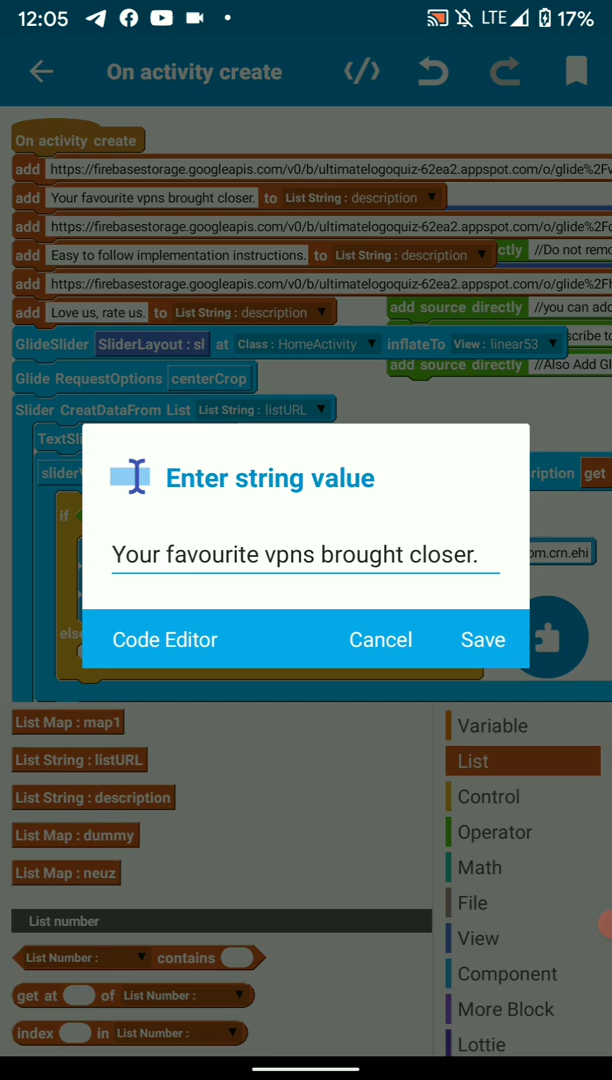 12:05
LTE
17%
On activity create
On activity create
add https://firebasestorage.googleapis.com/v0/b/ultimatelogoquiz-62ea2.appspot.com/o/glide%2Fv
add Your favourite vpns brought closer. to List String : description
add https://firebasestorage.googleapis.com/v0/b/ultimatelogoquiz-62ea2.appspot.com/o/glide%2Fc
add Easy to follow implementation instructions. to List String : description ctly //Do not remo
add https://firebasestorage.googleapis.com/v0/b/ultimatelogoquiz-62ea2.appspot.com/o/glide%2Fh
add Love us, rate us. to List String : description add source directly //you can add
GlideSlider SliderLayout : sl at Class : HomeActivity inflateTo View : linear53 scribe to
Glide RequestOptions centerCrop add source directly //Also Add Gl
Slider CreatDataFrom List List String : listURL
TextSli
sliderV
ription get
if
om.crn.ehi
else
Enter string value
Your favourite vpns brought closer.
Code Editor Cancel Save
List Map : map1
List String : listURL
List String : description
List Map : dummy
List Map : neuz
List number
List Number : contains
get at of List Number :
index in List Number :
Variable
List
Control
Operator
Math
File
View
Component
More Block
Lottie